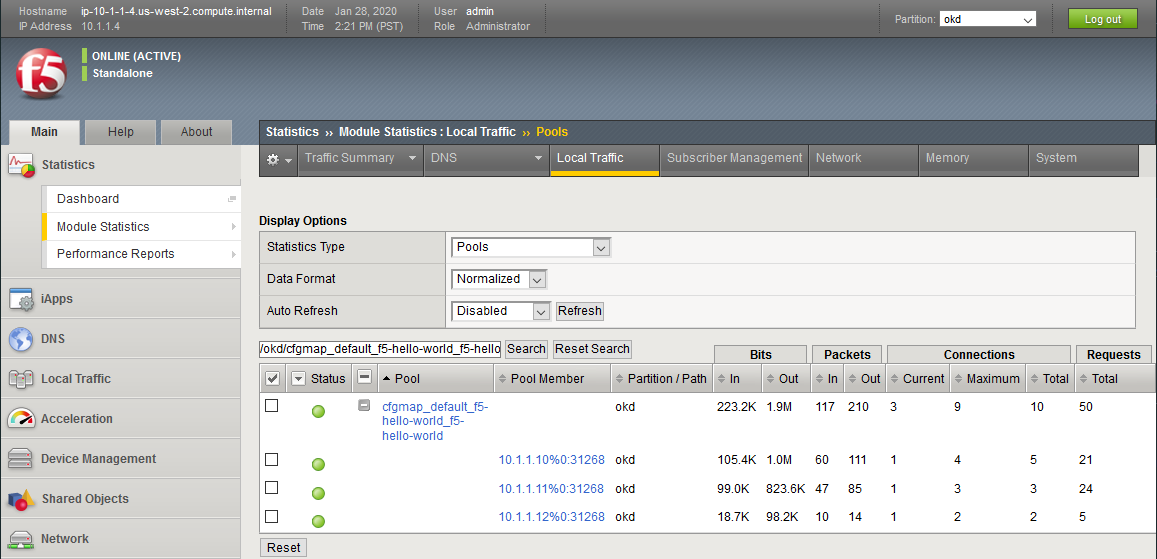 Hostname ip-10-1-1-4.us-west-2.compute.internal Date Jan 28, 2020 User admin
IP Address 10.1.1.4 Time 2:21 PM (PST) Role Administrator
Partition: okd Log out
f5
ONLINE (ACTIVE)
Standalone
Main Help About
Statistics ›› Module Statistics : Local Traffic ›› Pools
Traffic Summary DNS Local Traffic Subscriber Management Network Memory System
Statistics
Dashboard
Module Statistics
Performance Reports
iApps
DNS
Local Traffic
Acceleration
Device Management
Shared Objects
Network
Display Options
Statistics Type Pools
Data Format Normalized
Auto Refresh Disabled Refresh
/okd/cfgmap_default_f5-hello-world_f5-hello Search Reset Search
Bits Packets Connections Requests
Status Pool Pool Member Partition / Path In Out In Out Current Maximum Total Total
cfgmap_default_f5- okd 223.2K 1.9M 117 210 3 9 10 50
hello-world_f5-
hello-world
10.1.1.10%0:31268 okd 105.4K 1.0M 60 111 1 4 5 21
10.1.1.11%0:31268 okd 99.0K 823.6K 47 85 1 3 3 24
10.1.1.12%0:31268 okd 18.7K 98.2K 10 14 1 2 2 5
Reset